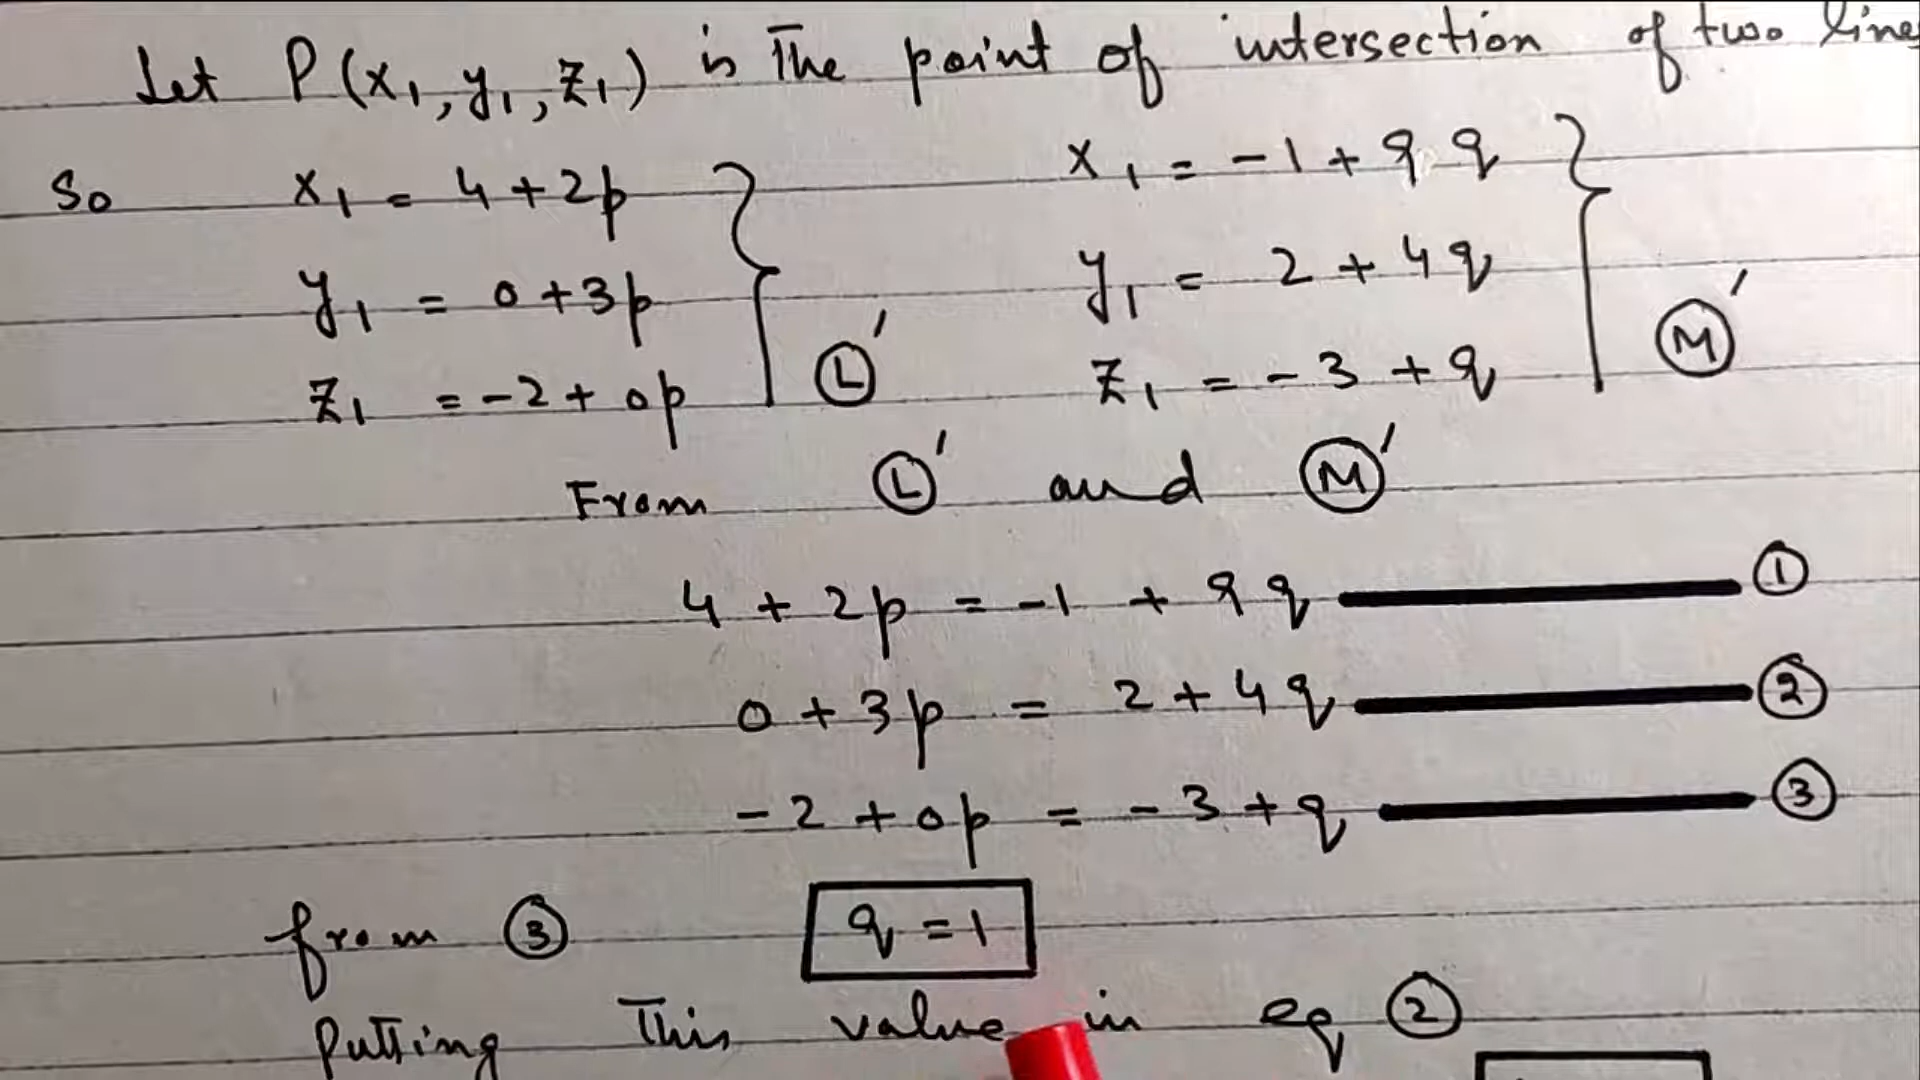 Let P(x₁, y₁, z₁) is The point of intersection of two lines
So x₁ = 4 + 2p x₁ = -1 + 9q
y₁ = 0 + 3p y₁ = 2 + 4q
z₁ = -2 + 0p (L)' z₁ = -3 + q (M)'
From (L)' and (M)'
4 + 2p = -1 + 9q —— ①
0 + 3p = 2 + 4q —— ②
-2 + 0p = -3 + q —— ③
from ③ q = 1
Putting This value in eq ②